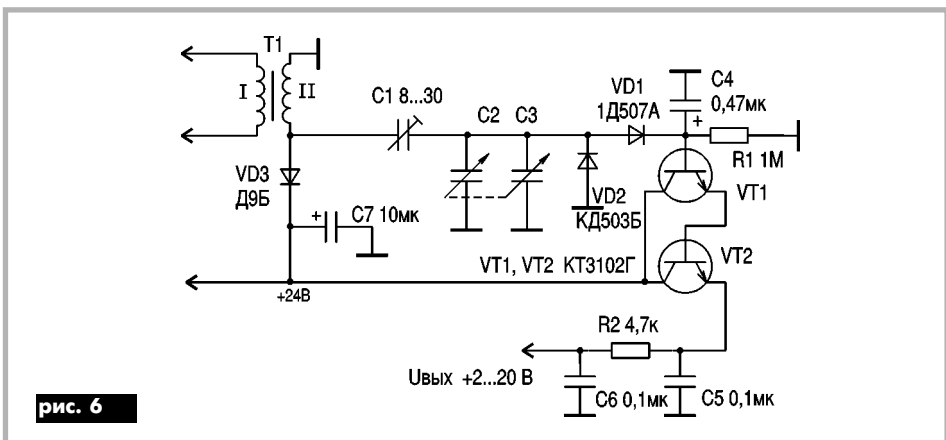 T1
I
II
C1 8...30
C2
C3
VD1
1Д507А
C4
0,47мк
+
R1 1М
VD3
Д9Б
+
C7 10мк
VD2
КД503Б
VT1
VT1, VT2 КТ3102Г
VT2
+24В
R2 4,7к
Uвых +2...20 В
C6 0,1мк
C5 0,1мк
рис. 6